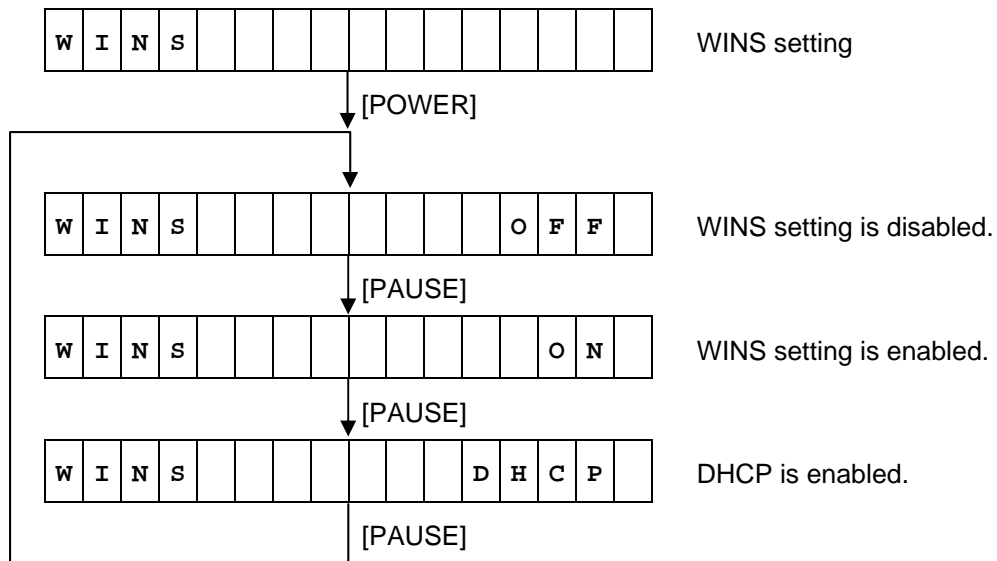 WINS WINS setting
[POWER]
WINS OFF WINS setting is disabled.
[PAUSE]
WINS ON WINS setting is enabled.
[PAUSE]
WINS DHCP DHCP is enabled.
[PAUSE]